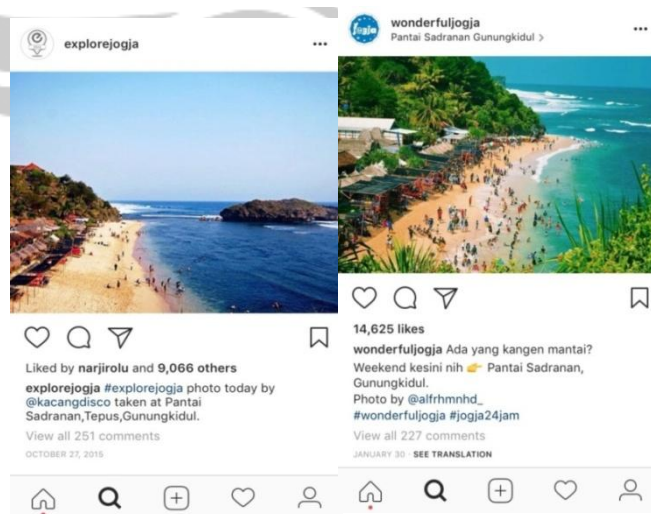 explorejogja
Liked by narjirolu and 9,066 others
explorejogja #explorejogja photo today by
@kacangdisco taken at Pantai
Sadranan,Tepus,Gunungkidul.
View all 251 comments
OCTOBER 27, 2015
wonderfuljogja
Pantai Sadranan Gunungkidul >
14,625 likes
wonderfuljogja Ada yang kangen mantai?
Weekend kesini nih 👉 Pantai Sadranan,
Gunungkidul.
Photo by @alfrhmnhd_
#wonderfuljogja #jogja24jam
View all 227 comments
JANUARY 30 · SEE TRANSLATION